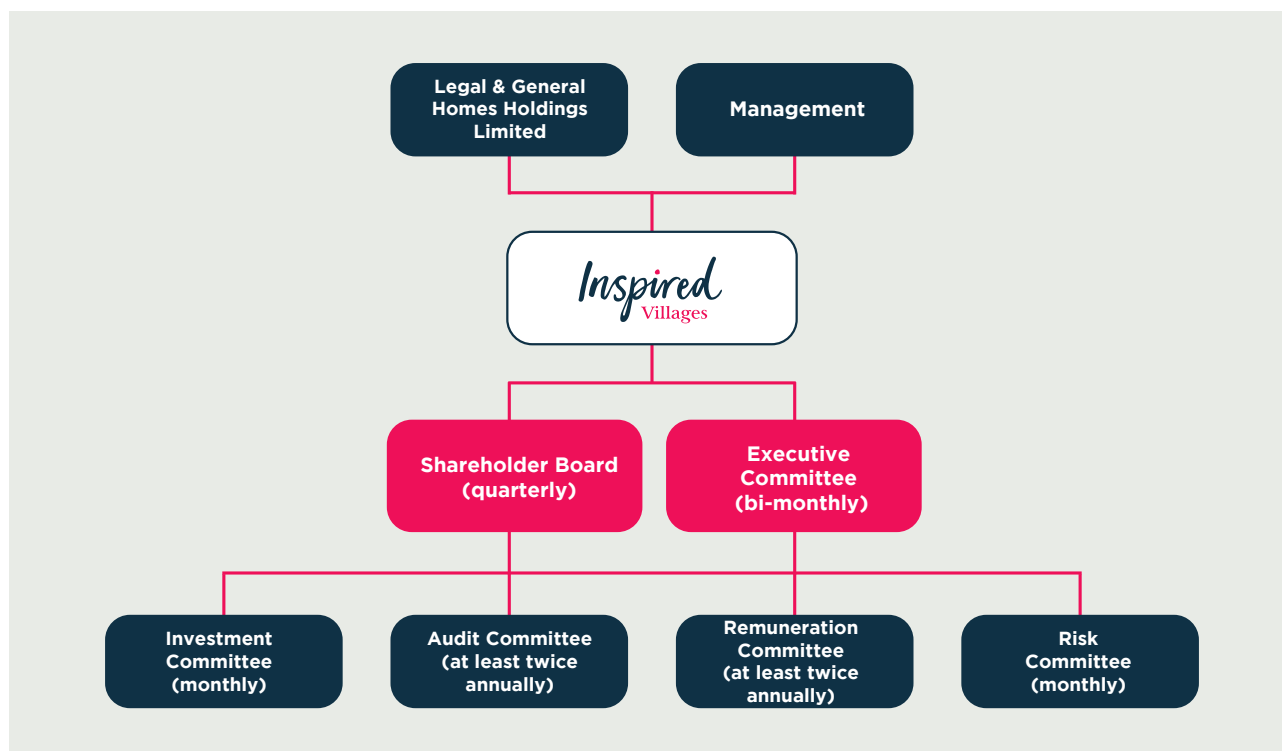 Legal & General
Homes Holdings
Limited
Management
Inspired
Villages
Shareholder Board
(quarterly)
Executive
Committee
(bi-monthly)
Investment
Committee
(monthly)
Audit Committee
(at least twice
annually)
Remuneration
Committee
(at least twice
annually)
Risk
Committee
(monthly)